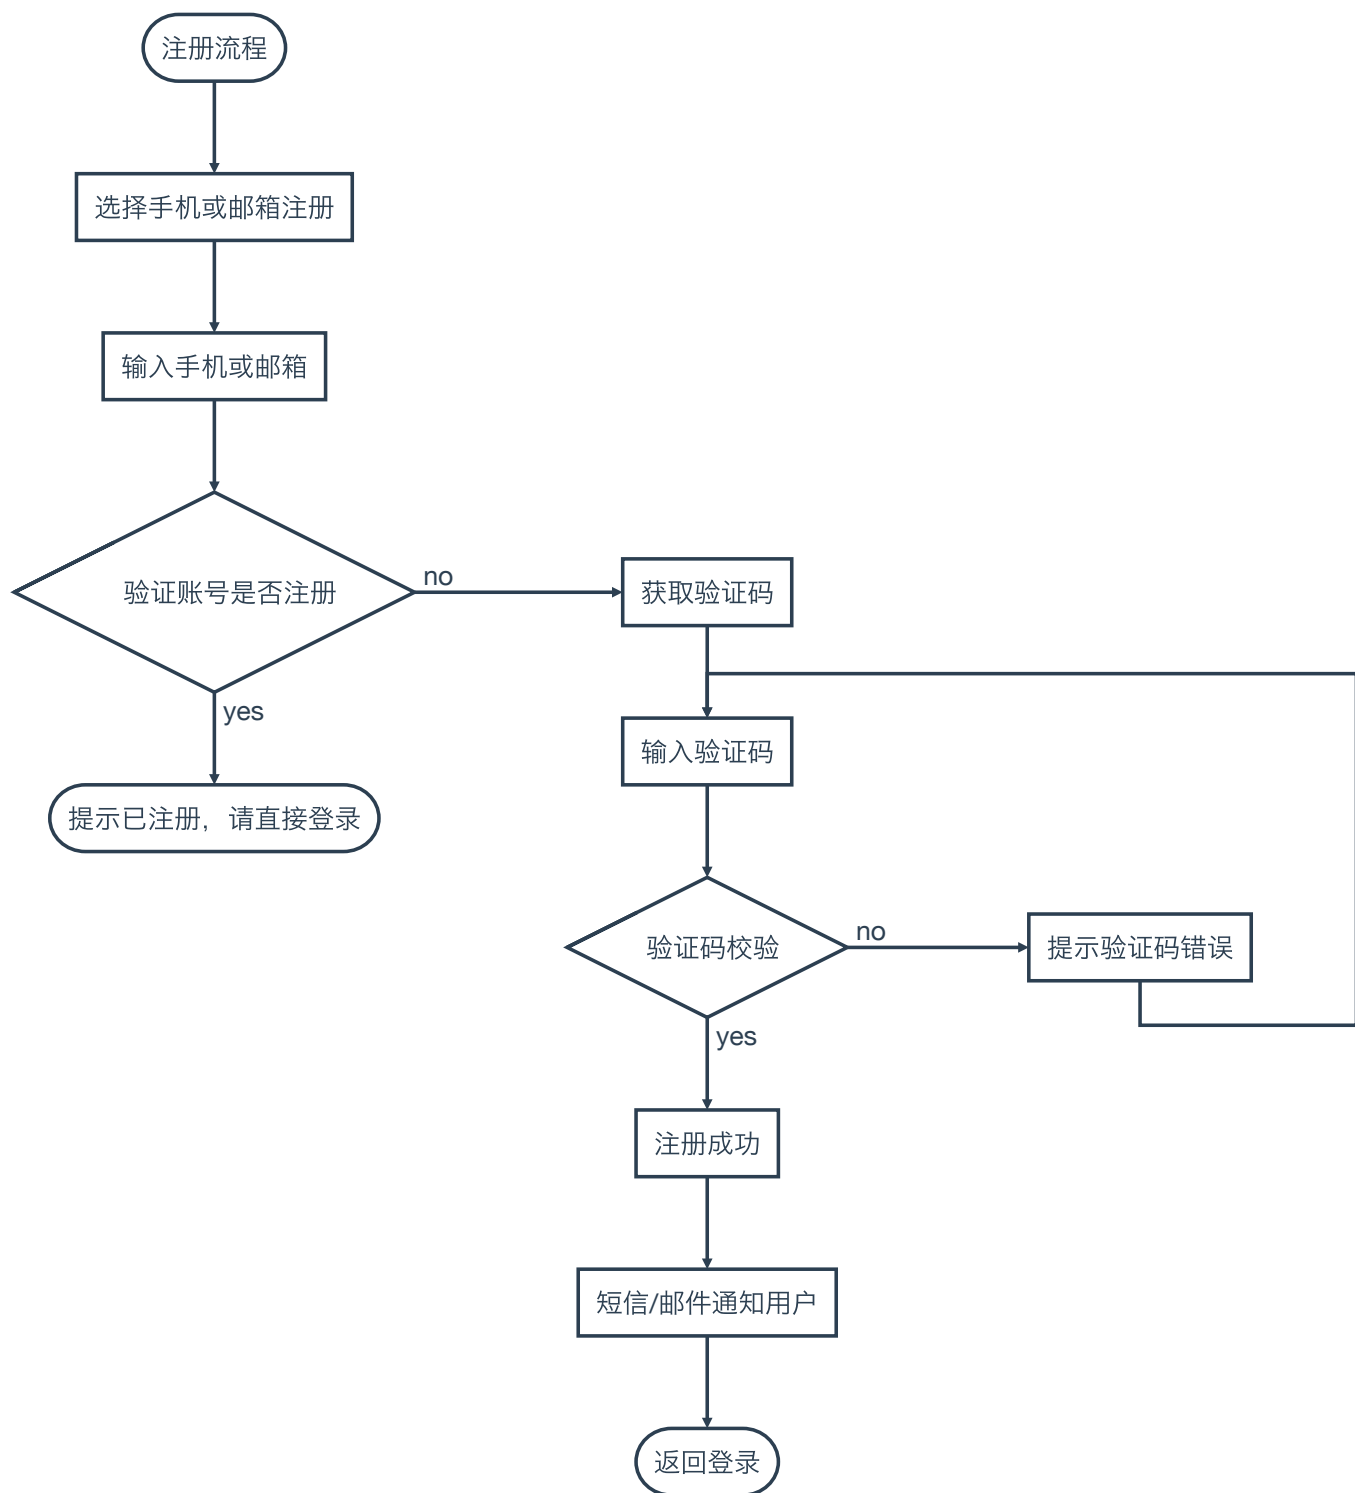 注册流程
选择手机或邮箱注册
输入手机或邮箱
验证账号是否注册
no
获取验证码
yes
输入验证码
提示已注册，请直接登录
验证码校验
no
提示验证码错误
yes
注册成功
短信/邮件通知用户
返回登录